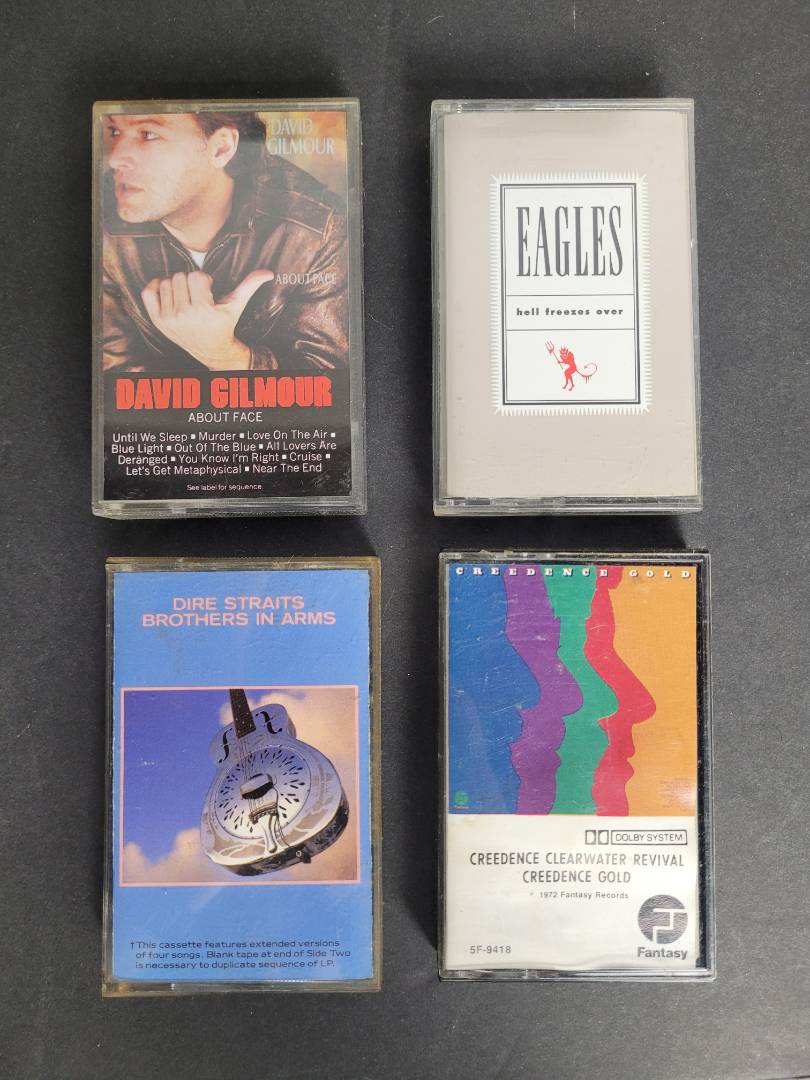 DAVID
GILMOUR
ABOUT FACE
DAVID GILMOUR
ABOUT FACE
Until We Sleep ▪ Murder ▪ Love On The Air ▪
Blue Light ▪ Out Of The Blue ▪ All Lovers Are
Deranged ▪ You Know I'm Right ▪ Cruise ▪
Let's Get Metaphysical ▪ Near The End
See label for sequence.
EAGLES
hell freezes over
DIRE STRAITS
BROTHERS IN ARMS
†This cassette features extended versions
of four songs. Blank tape at end of Side Two
is necessary to duplicate sequence of LP.
CREEDENCE GOLD
DOLBY SYSTEM
CREEDENCE CLEARWATER REVIVAL
CREEDENCE GOLD
℗ 1972 Fantasy Records
5F-9418
Fantasy